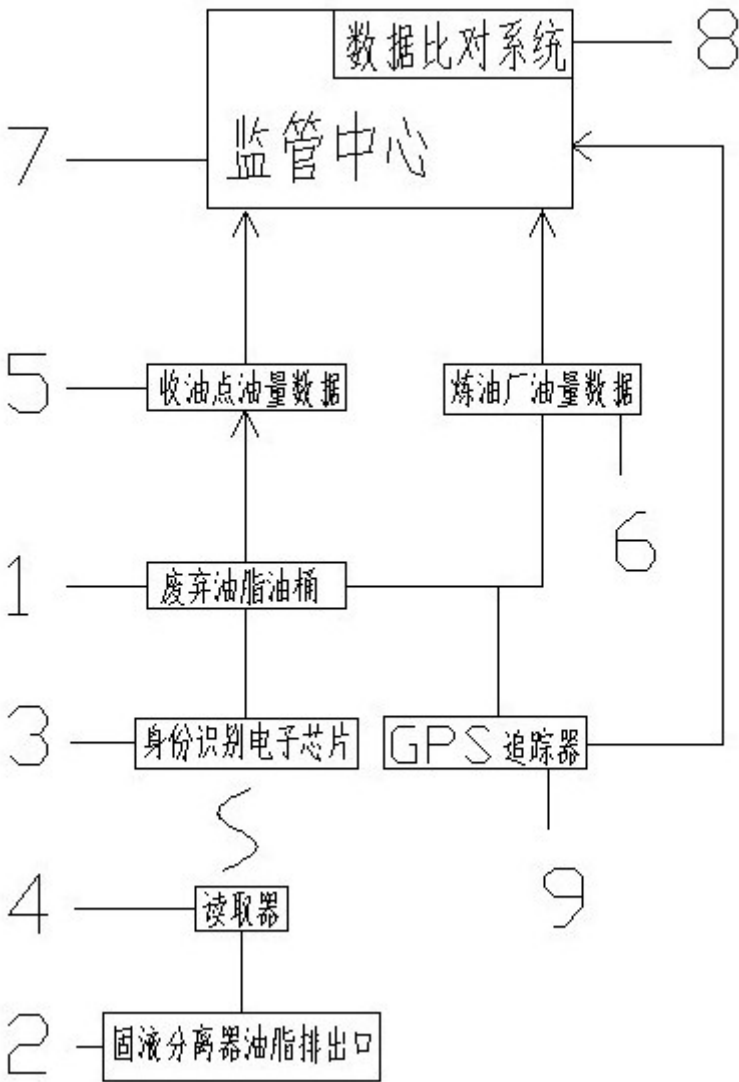 数据比对系统
8
7
监管中心
5
收油点油量数据
炼油厂油量数据
6
1
废弃油脂油桶
3
身份识别电子芯片
GPS追踪器
9
4
读取器
2
固液分离器油脂排出口